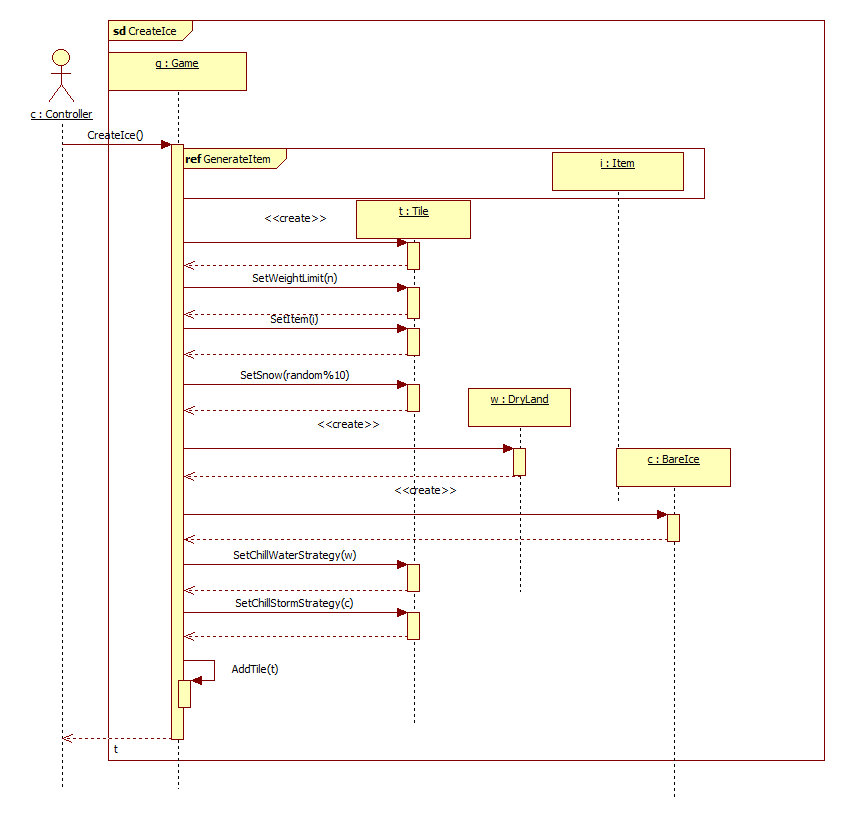 sd CreateIce
g : Game
c : Controller
CreateIce()
ref GenerateItem
i : Item
t : Tile
<<create>>
SetWeightLimit(n)
SetItem(i)
SetSnow(random%10)
w : DryLand
<<create>>
c : BareIce
<<create>>
SetChillWaterStrategy(w)
SetChillStormStrategy(c)
AddTile(t)
t